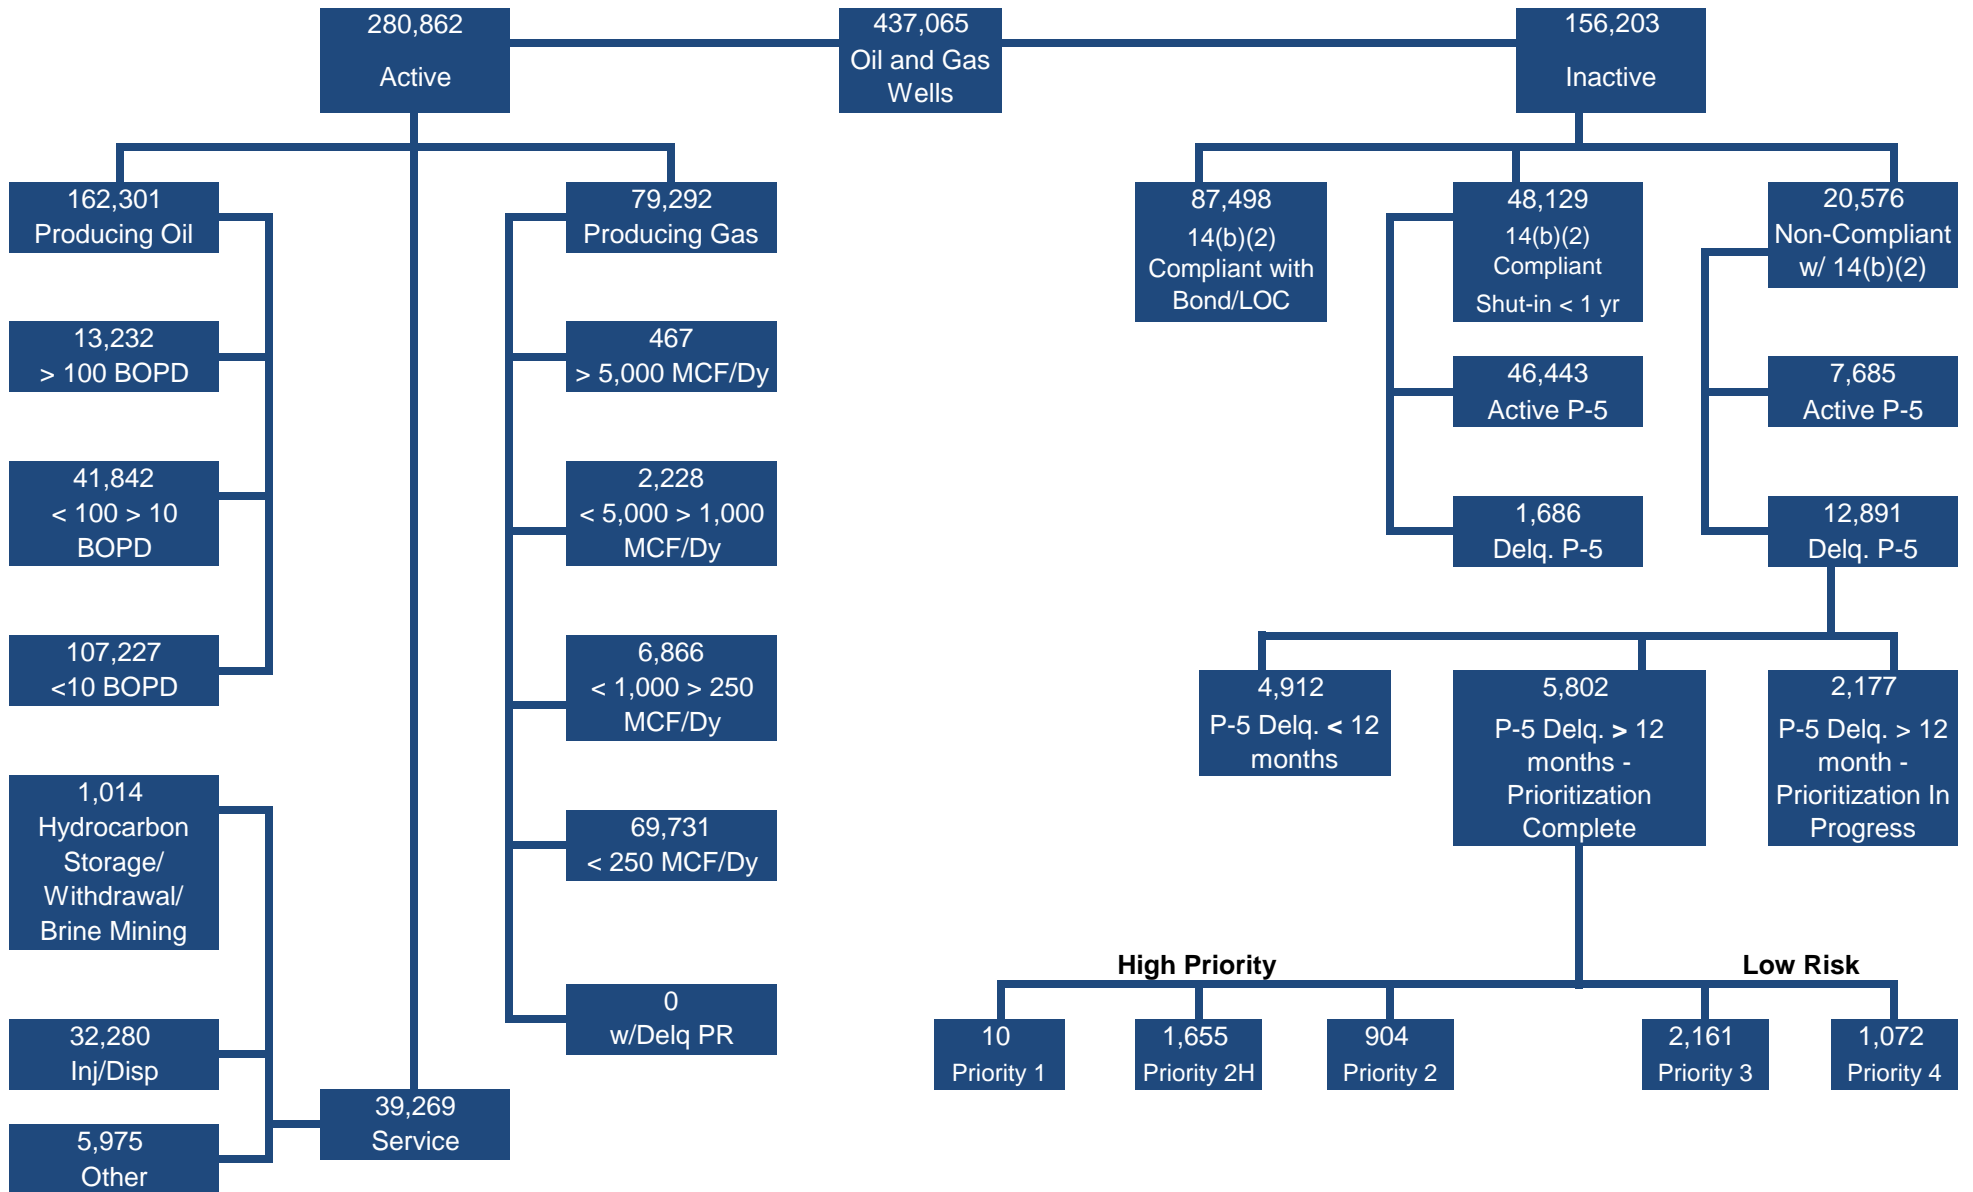 280,862
Active
437,065
Oil and Gas
Wells
156,203
Inactive
162,301
Producing Oil
79,292
Producing Gas
87,498
14(b)(2)
Compliant with
Bond/LOC
48,129
14(b)(2)
Compliant
Shut-in < 1 yr
20,576
Non-Compliant
w/ 14(b)(2)
13,232
> 100 BOPD
467
> 5,000 MCF/Dy
46,443
Active P-5
7,685
Active P-5
41,842
< 100 > 10
BOPD
2,228
< 5,000 > 1,000
MCF/Dy
1,686
Delq. P-5
12,891
Delq. P-5
107,227
<10 BOPD
6,866
< 1,000 > 250
MCF/Dy
4,912
P-5 Delq. < 12
months
5,802
P-5 Delq. > 12
months -
Prioritization
Complete
2,177
P-5 Delq. > 12
month -
Prioritization In
Progress
1,014
Hydrocarbon
Storage/
Withdrawal/
Brine Mining
69,731
< 250 MCF/Dy
High Priority
Low Risk
0
w/Delq PR
32,280
Inj/Disp
10
Priority 1
1,655
Priority 2H
904
Priority 2
2,161
Priority 3
1,072
Priority 4
39,269
Service
5,975
Other